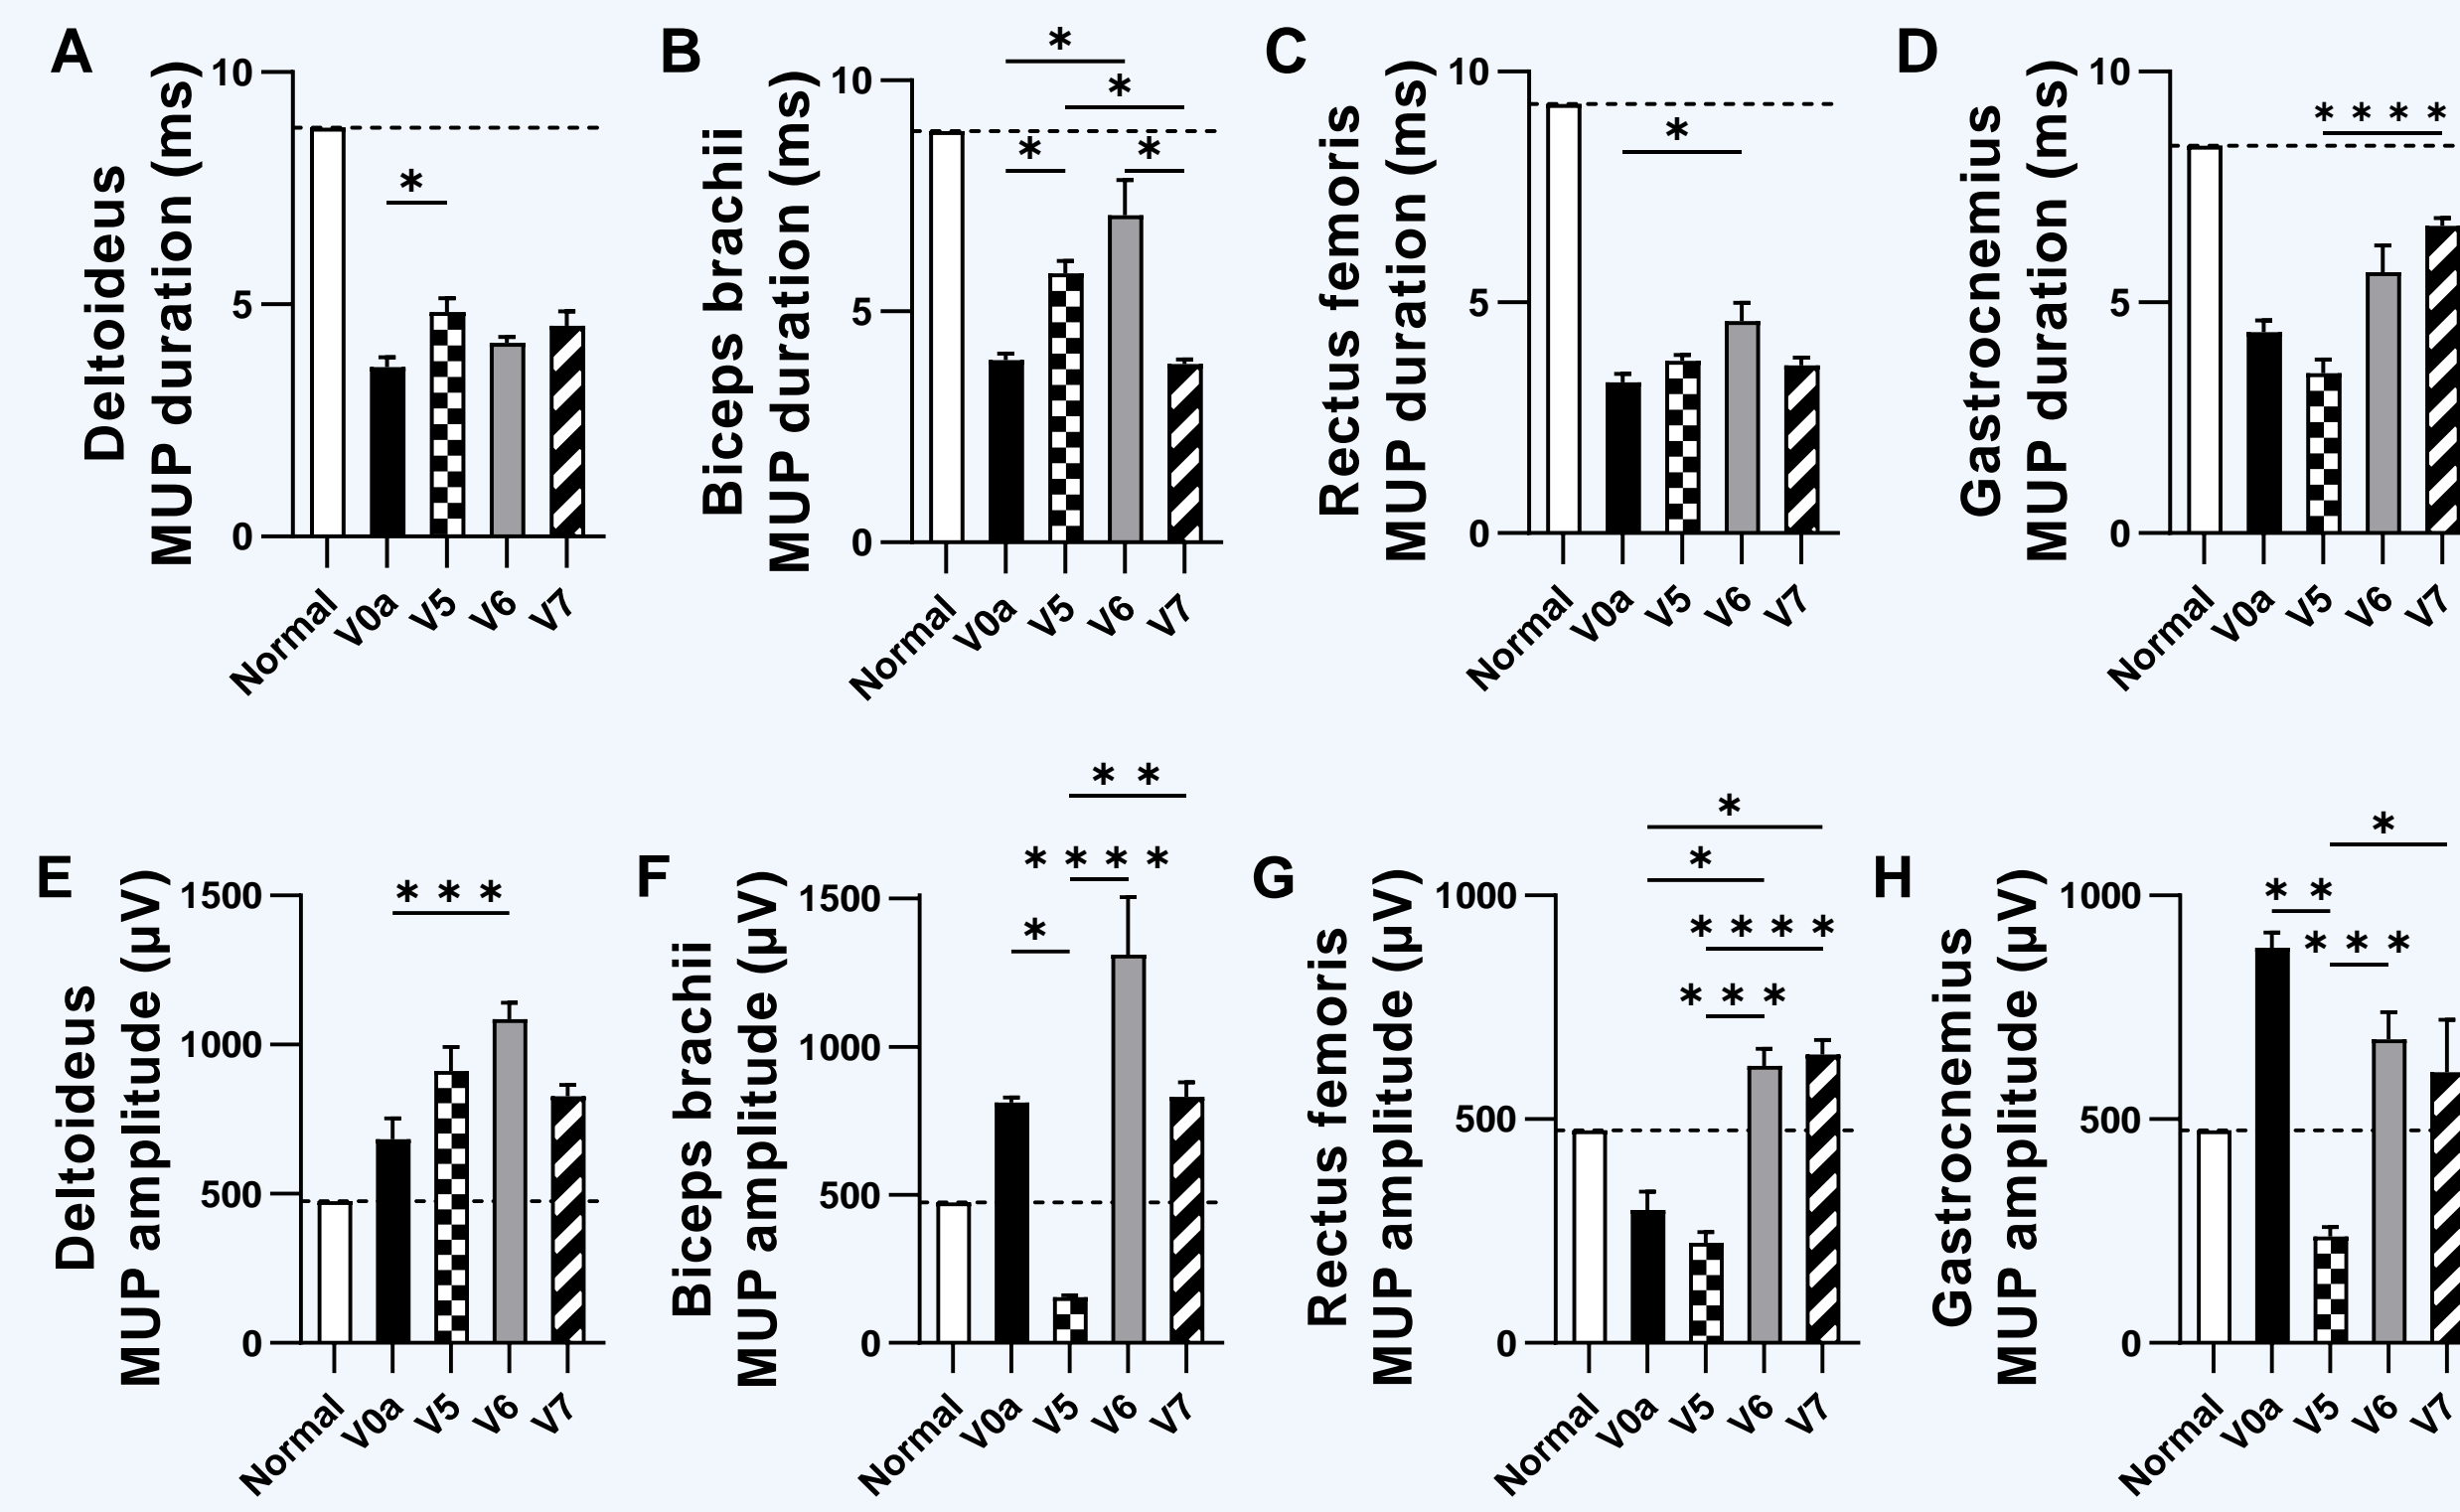 A
Deltoideus
MUP duration (ms)
10
5
0
*
Normal
V0a
V5
V6
V7
B
Biceps brachii
MUP duration (ms)
10
5
0
*
*
*
*
Normal
V0a
V5
V6
V7
C
Rectus femoris
MUP duration (ms)
10
5
0
*
Normal
V0a
V5
V6
V7
D
Gastrocnemius
MUP duration (ms)
10
5
0
* * * *
Normal
V0a
V5
V6
V7
E
Deltoideus
MUP amplitude (µV)
1500
1000
500
0
* * *
Normal
V0a
V5
V6
V7
F
Biceps brachii
MUP amplitude (µV)
1500
1000
500
0
* *
* * * *
*
Normal
V0a
V5
V6
V7
G
Rectus femoris
MUP amplitude (µV)
1000
500
0
*
*
* * * *
* * *
Normal
V0a
V5
V6
V7
H
Gastrocnemius
MUP amplitude (µV)
1000
500
0
*
* *
* * *
Normal
V0a
V5
V6
V7